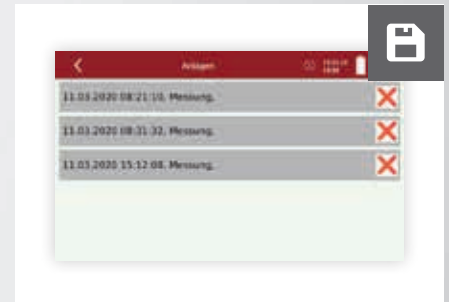 Anlagen
11.03.2020 08:21:10, Messung,
11.03.2020 08:31:32, Messung,
11.03.2020 15:12:08, Messung,